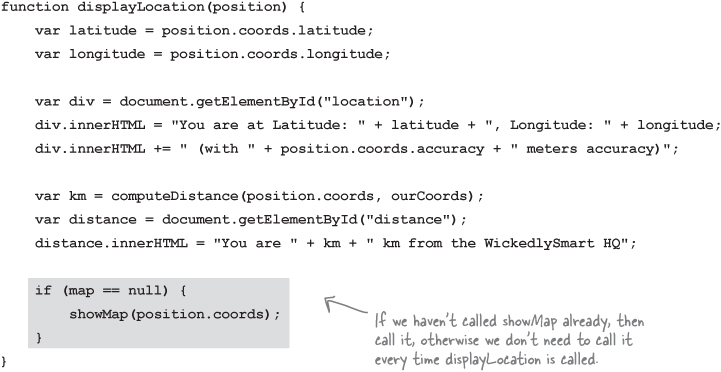 function displayLocation(position) {
var latitude = position.coords.latitude;
var longitude = position.coords.longitude;
var div = document.getElementById("location");
div.innerHTML = "You are at Latitude: " + latitude + ", Longitude: " + longitude;
div.innerHTML += " (with " + position.coords.accuracy + " meters accuracy)";
var km = computeDistance(position.coords, ourCoords);
var distance = document.getElementById("distance");
distance.innerHTML = "You are " + km + " km from the WickedlySmart HQ";
if (map == null) {
showMap(position.coords);
}
If we haven't called showMap already, then
call it, otherwise we don't need to call it
every time displayLocation is called.
}